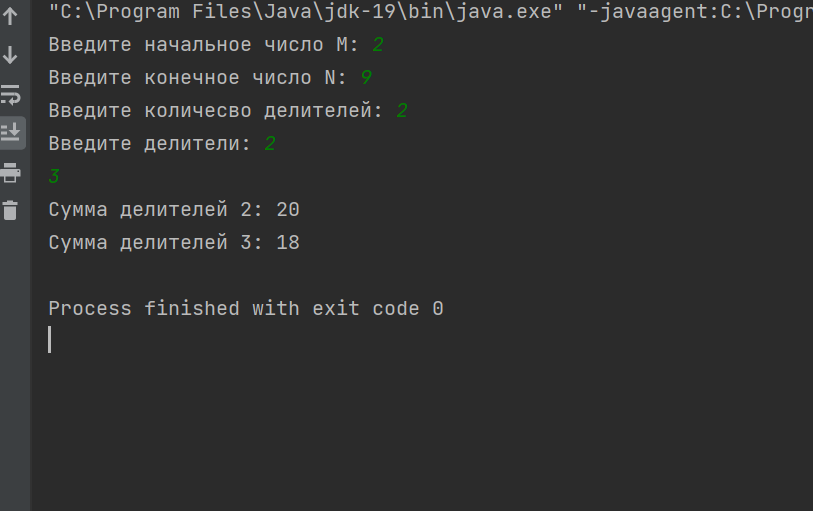 "C:\Program Files\Java\jdk-19\bin\java.exe" "-javaagent:C:\Progr
Введите начальное число M: 2
Введите конечное число N: 9
Введите количесво делителей: 2
Введите делители: 2
3
Сумма делителей 2: 20
Сумма делителей 3: 18
Process finished with exit code 0